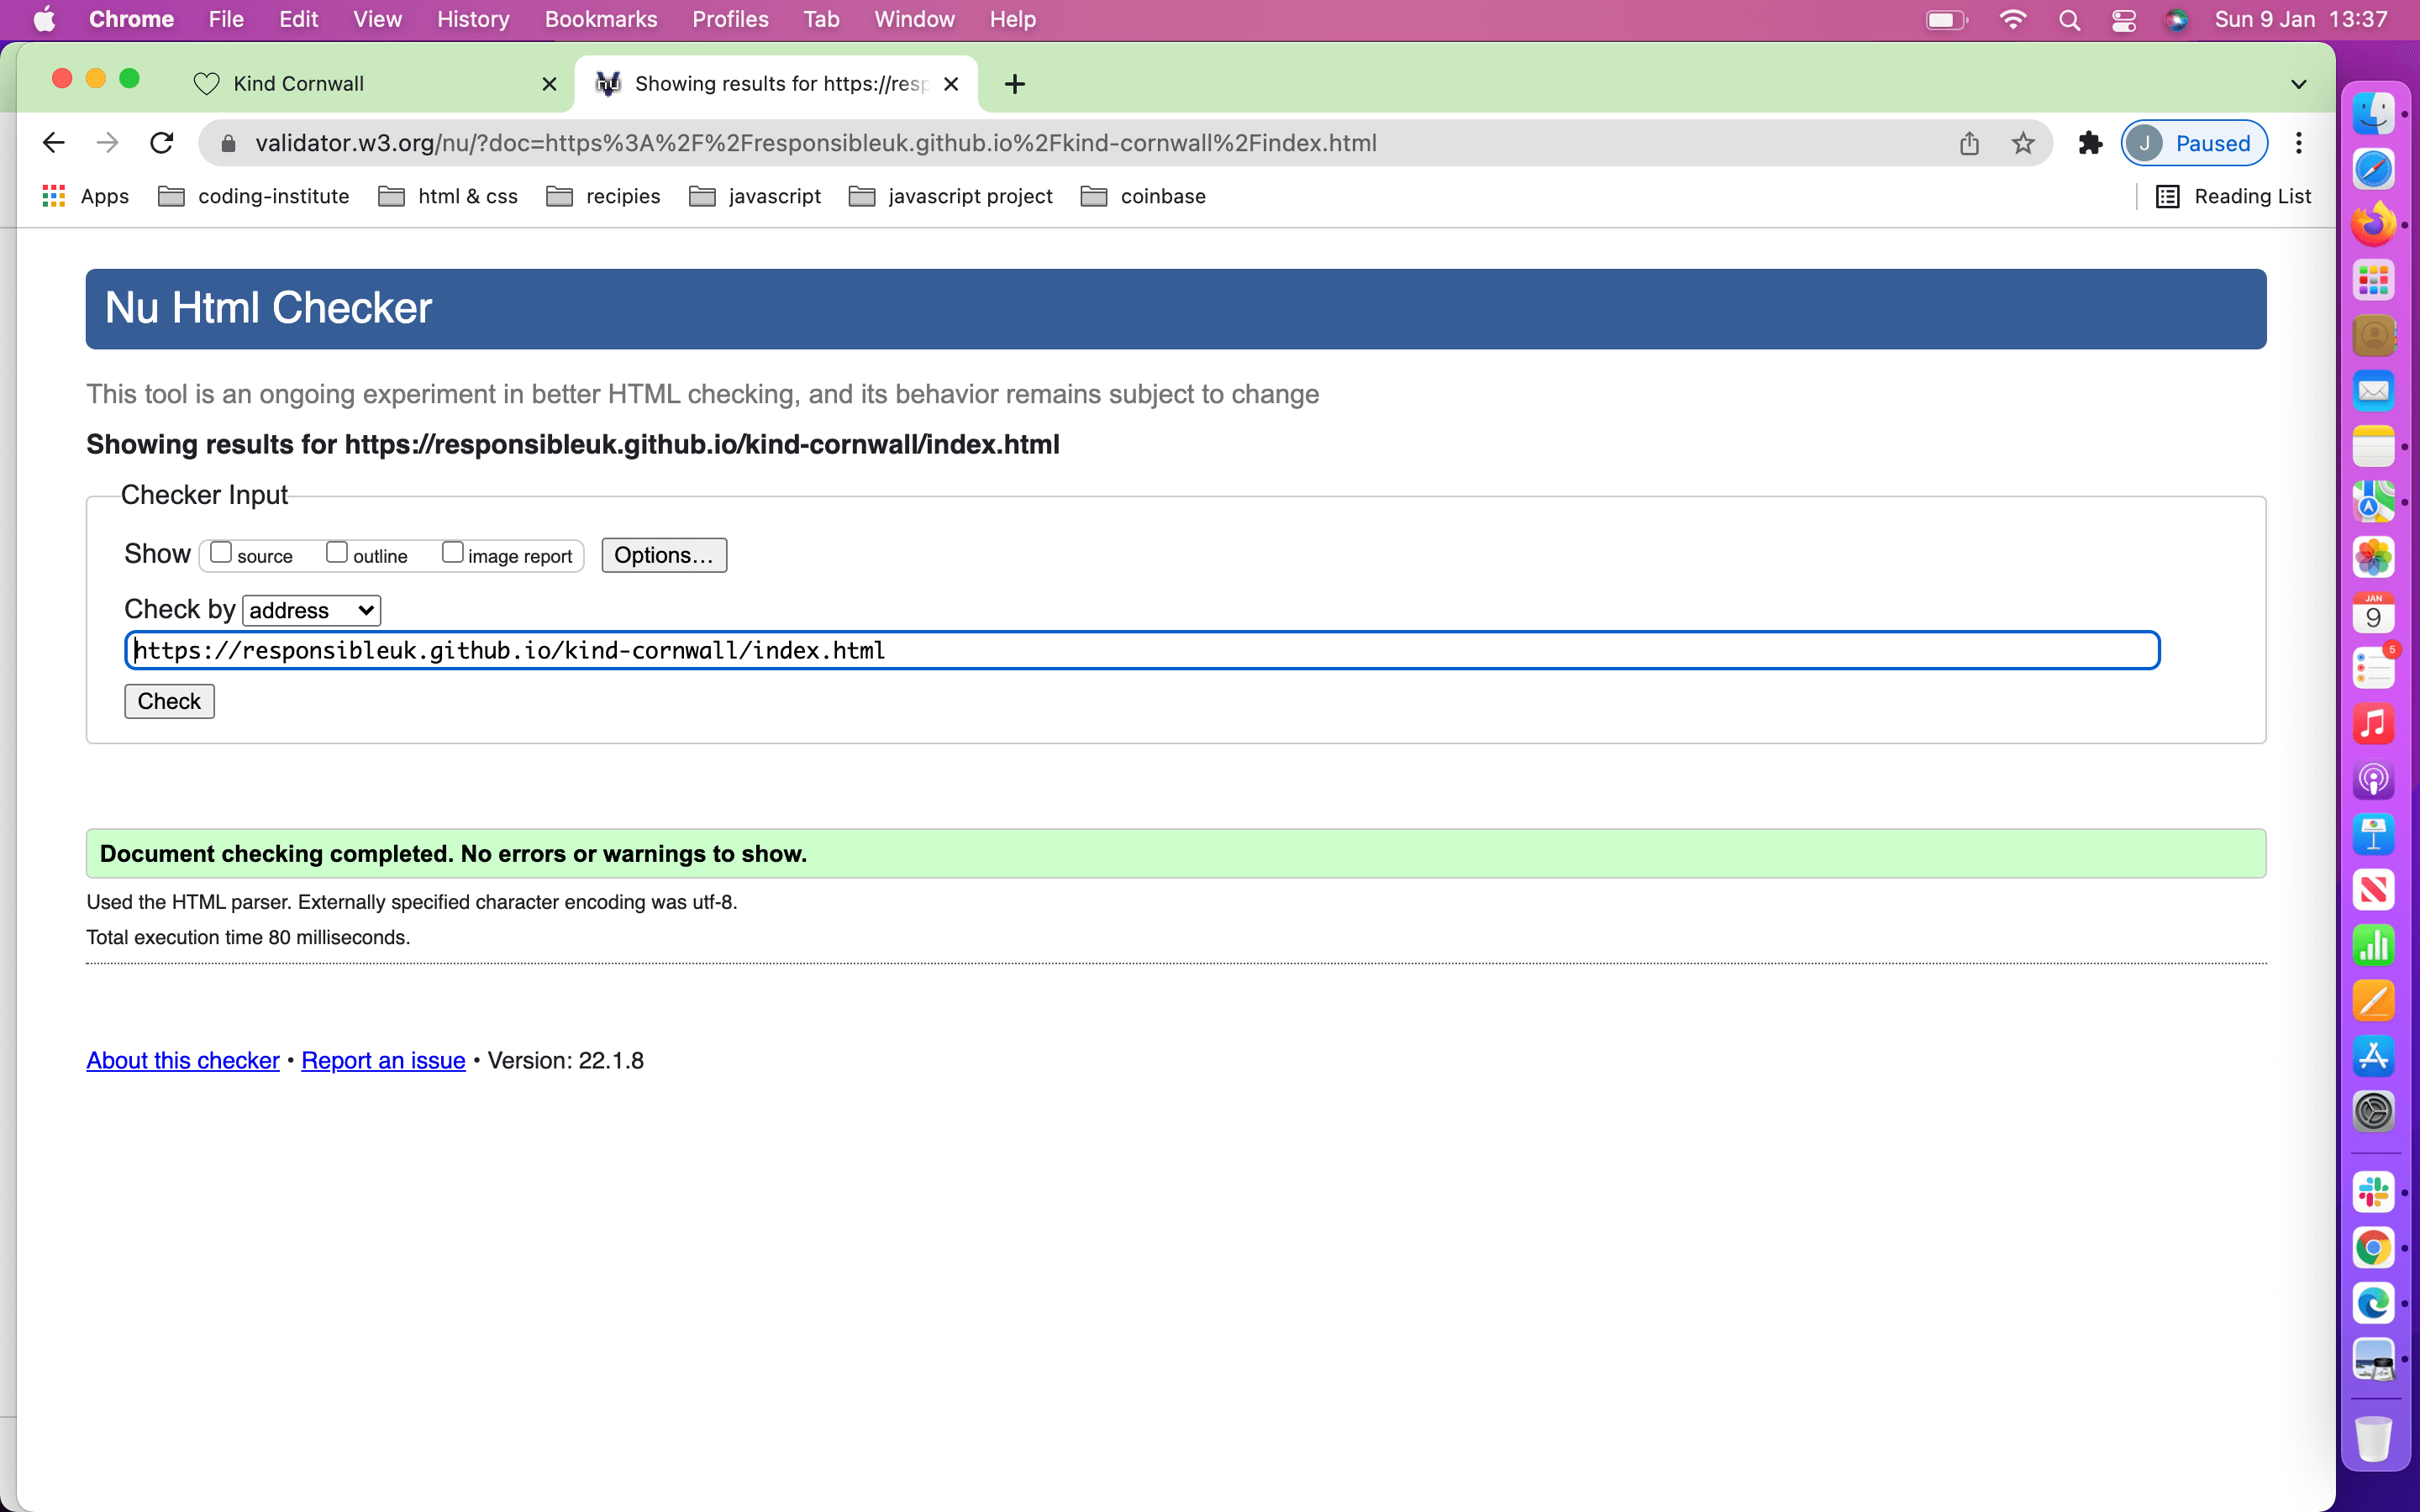 Chrome File Edit View History Bookmarks Profiles Tab Window Help Sun 9 Jan 13:37
Kind Cornwall Showing results for https://resp
validator.w3.org/nu/?doc=https%3A%2F%2Fresponsibleuk.github.io%2Fkind-cornwall%2Findex.html J Paused
Apps coding-institute html & css recipies javascript javascript project coinbase Reading List
Nu Html Checker
This tool is an ongoing experiment in better HTML checking, and its behavior remains subject to change
Showing results for https://responsibleuk.github.io/kind-cornwall/index.html
Checker Input
Show source outline image report Options...
Check by address
https://responsibleuk.github.io/kind-cornwall/index.html
Check
Document checking completed. No errors or warnings to show.
Used the HTML parser. Externally specified character encoding was utf-8.
Total execution time 80 milliseconds.
About this checker • Report an issue • Version: 22.1.8
JAN
9
5